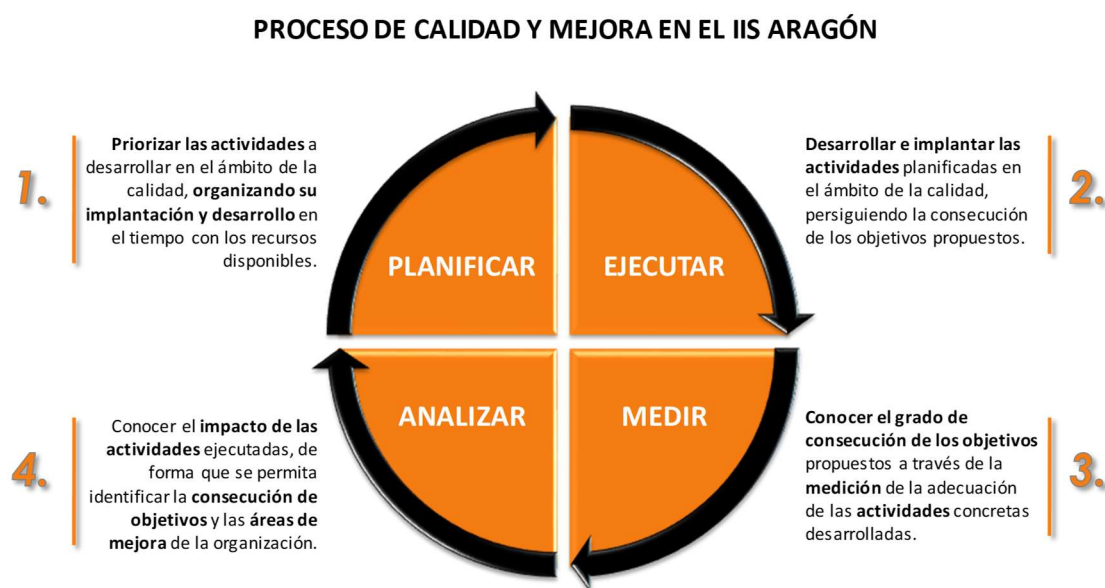 PROCESO DE CALIDAD Y MEJORA EN EL IIS ARAGÓN
1.
Priorizar las actividades a
desarrollar en el ámbito de la
calidad, organizando su
implantación y desarrollo en
el tiempo con los recursos
disponibles.
PLANIFICAR
EJECUTAR
Desarrollar e implantar las
actividades planificadas en
el ámbito de la calidad,
persiguiendo la consecución
de los objetivos propuestos.
2.
4.
Conocer el impacto de las
actividades ejecutadas, de
forma que se permita
identificar la consecución de
objetivos y las áreas de
mejora de la organización.
ANALIZAR
MEDIR
Conocer el grado de
consecución de los objetivos
propuestos a través de la
medición de la adecuación
de las actividades concretas
desarrolladas.
3.